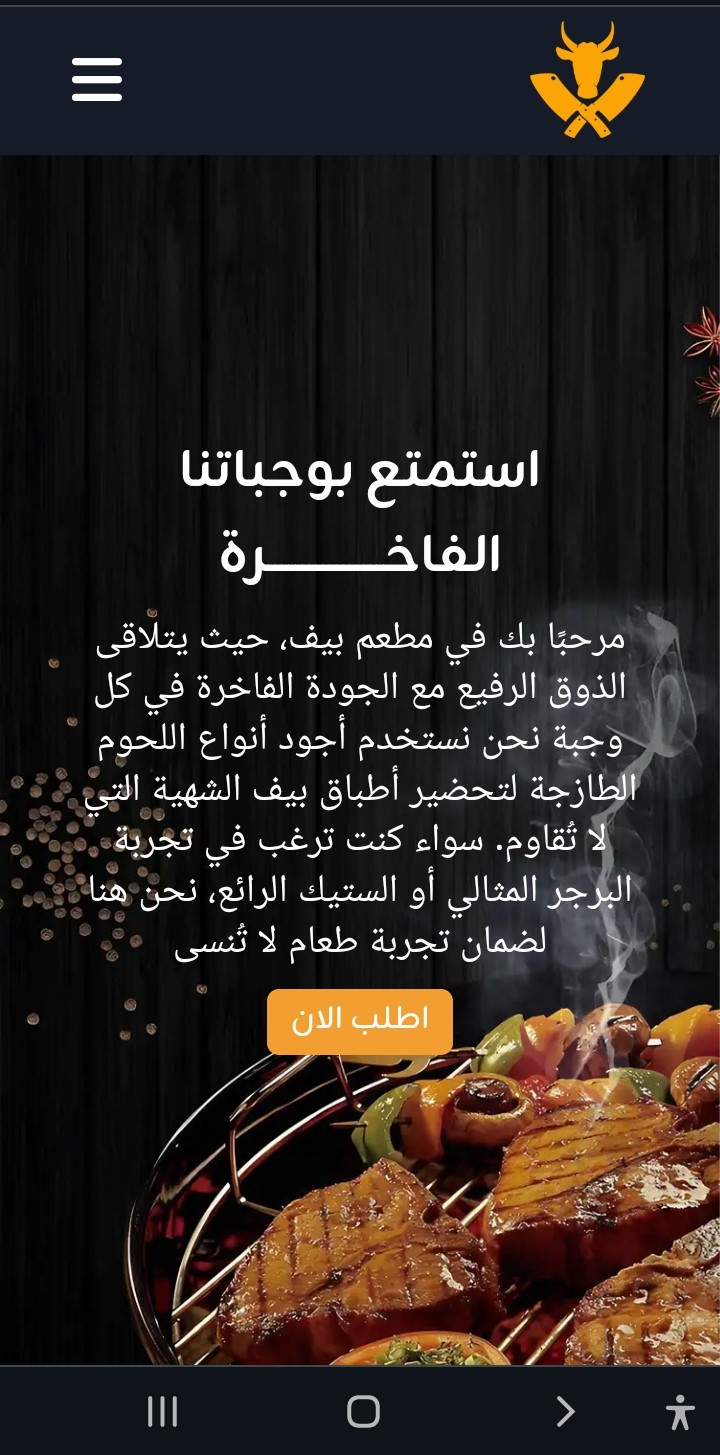 استمتع بوجباتنا
الفاخـــــــــرة
مرحبًا بك في مطعم بيف، حيث يتلاقى
الذوق الرفيع مع الجودة الفاخرة في كل
وجبة نحن نستخدم أجود أنواع اللحوم
الطازجة لتحضير أطباق بيف الشهية التي
لا تُقاوم. سواء كنت ترغب في تجربة
البرجر المثالي أو الستيك الرائع، نحن هنا
لضمان تجربة طعام لا تُنسى
اطلب الان